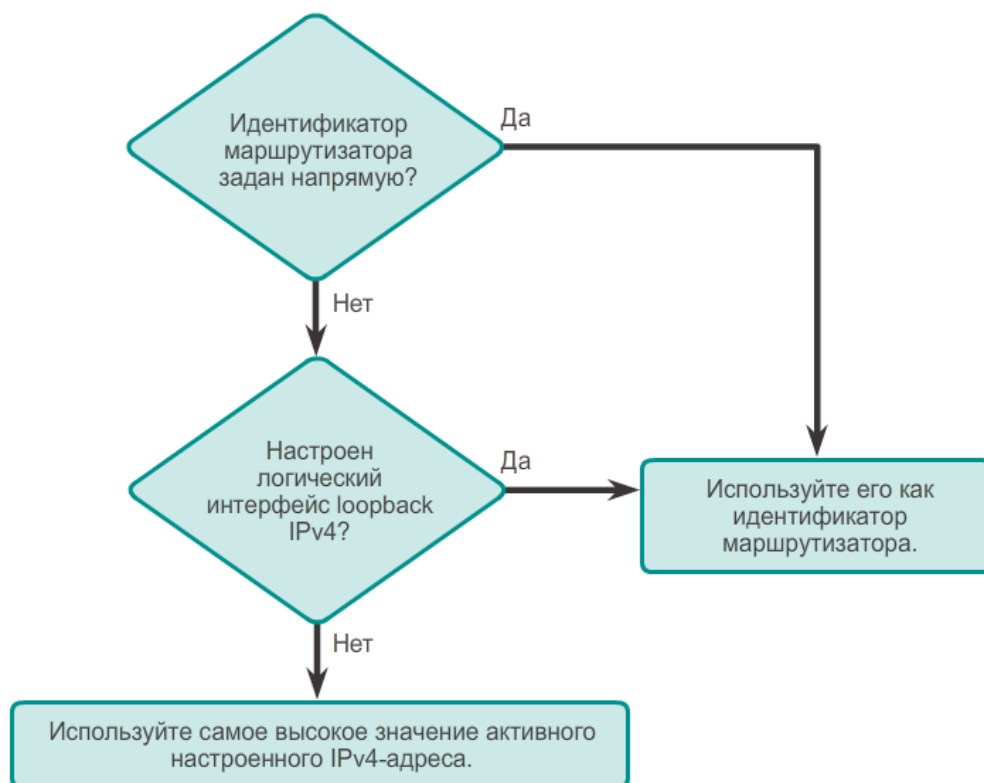 Идентификатор
маршрутизатора
задан напрямую?
Да
Нет
Настроен
логический
интерфейс loopback
IPv4?
Да
Используйте его как
идентификатор
маршрутизатора.
Нет
Используйте самое высокое значение активного
настроенного IPv4-адреса.